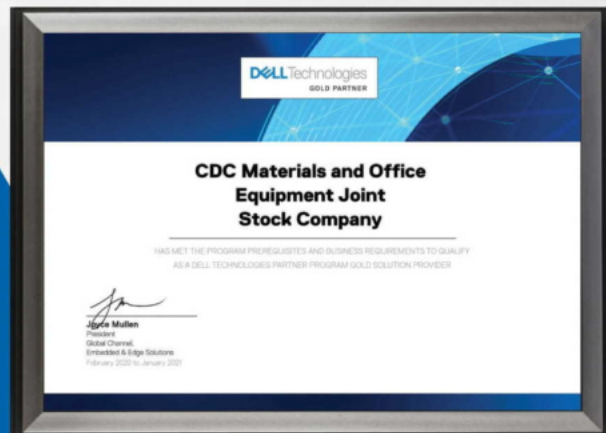 DELLTechnologies
GOLD PARTNER
CDC Materials and Office
Equipment Joint
Stock Company
HAS MET THE PROGRAM PREREQUISITES AND BUSINESS REQUIREMENTS TO QUALIFY
AS A DELL TECHNOLOGIES PARTNER PROGRAM GOLD SOLUTION PROVIDER
Joyce Mullen
President
Global Channel,
Embedded & Edge Solutions
February 2020 to January 2021